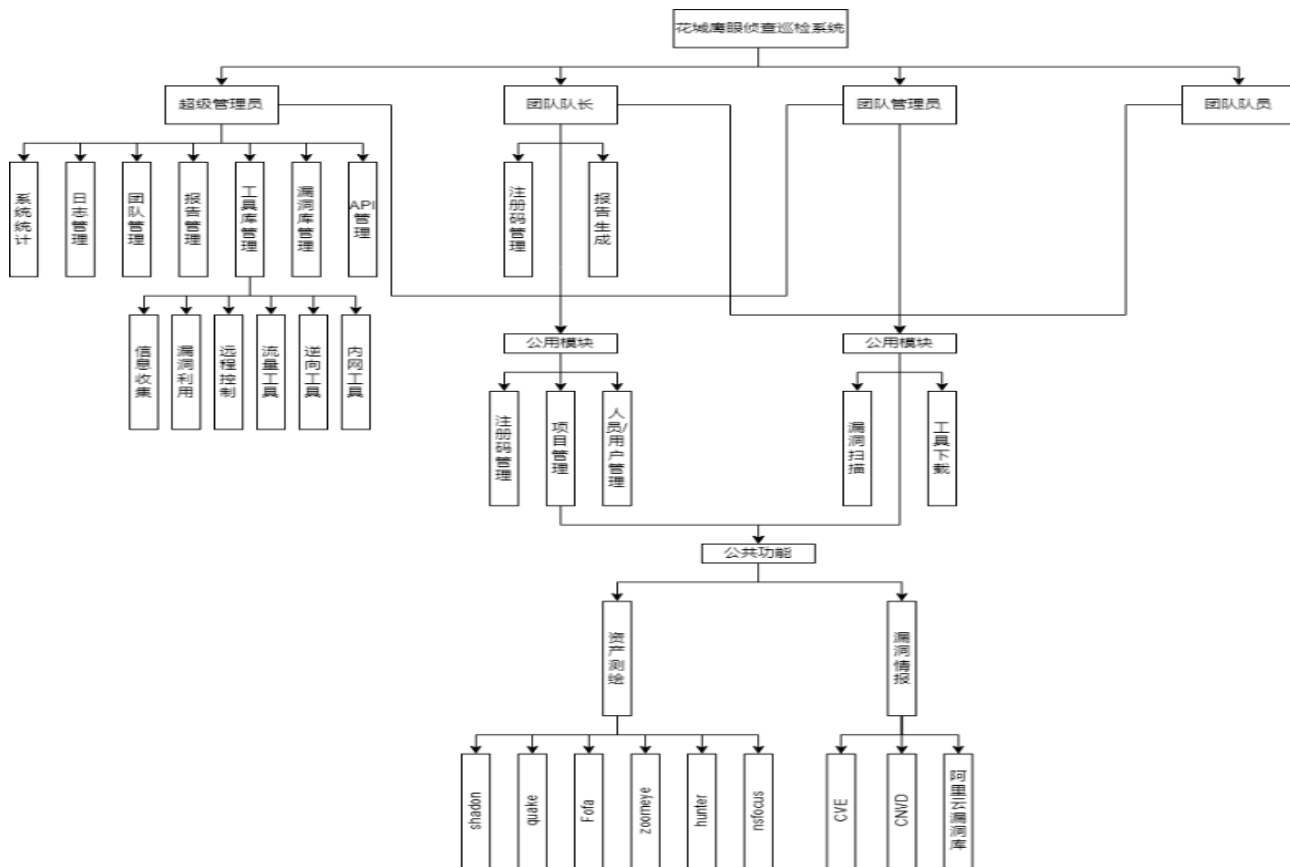 花城鹰眼侦查巡检系统
超级管理员
团队队长
团队管理员
团队队员
系统统计
日志管理
团队管理
报告管理
工具库管理
漏洞库管理
API管理
注册码管理
报告生成
信息收集
漏洞利用
远程控制
流量工具
逆向工具
内网工具
公用模块
公用模块
注册码管理
项目管理
人员/用户管理
漏洞扫描
工具下载
公共功能
资产测绘
漏洞情报
shadon
quake
Fofa
zoomeye
hunter
nsfocus
CVE
CNVD
阿里云漏洞库